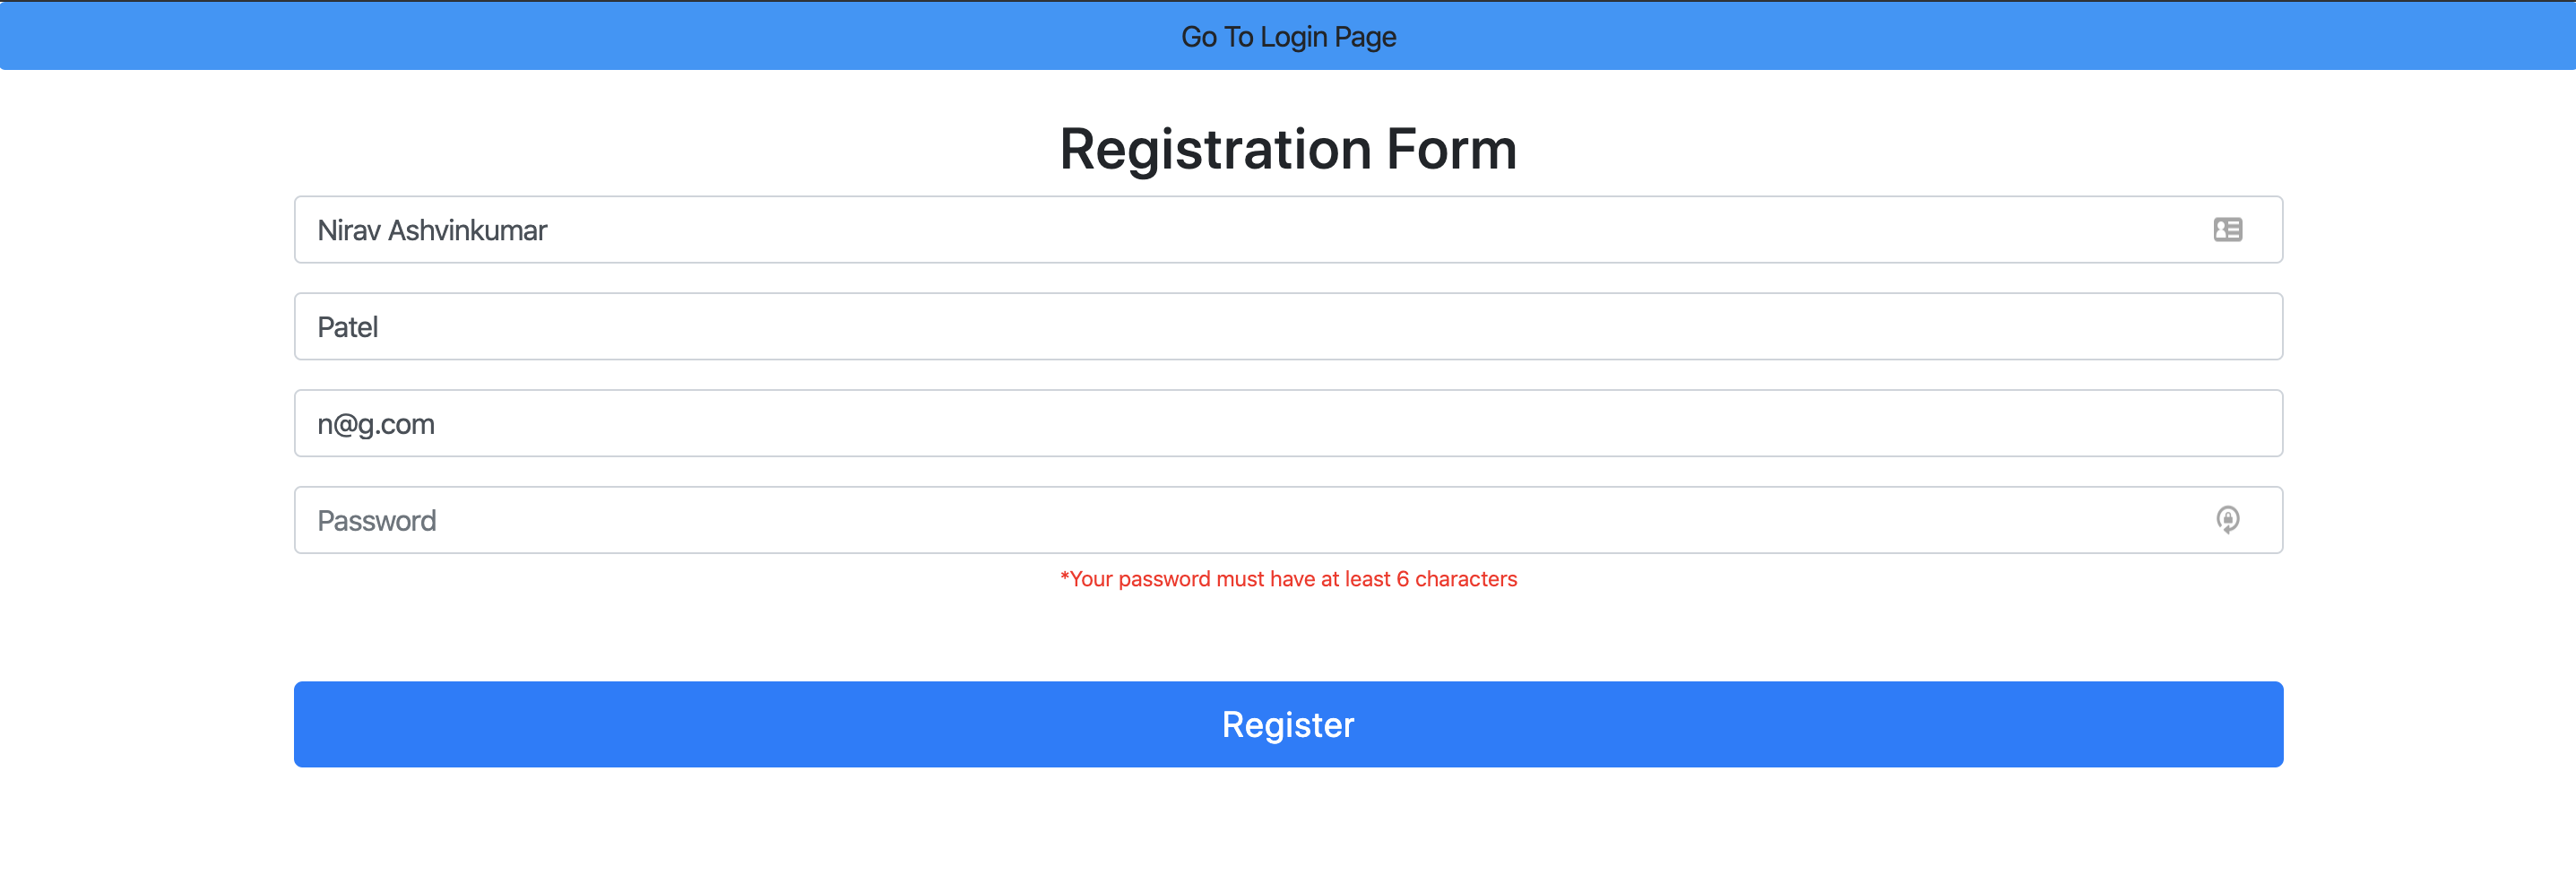 Go To Login Page
Registration Form
Nirav Ashvinkumar
Patel
n@g.com
Password
*Your password must have at least 6 characters
Register